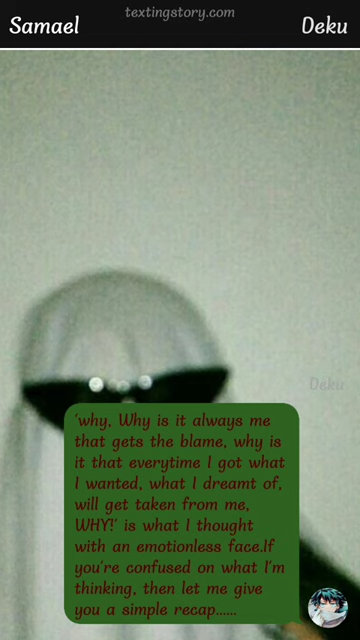 textingstory.com
Samael
Deku
Deku
'why, Why is it always me
that gets the blame, why is
it that everytime I got what
I wanted, what I dreamt of,
will get taken from me,
WHY!' is what I thought
with an emotionless face.If
you're confused on what I'm
thinking, then let me give
you a simple recap......